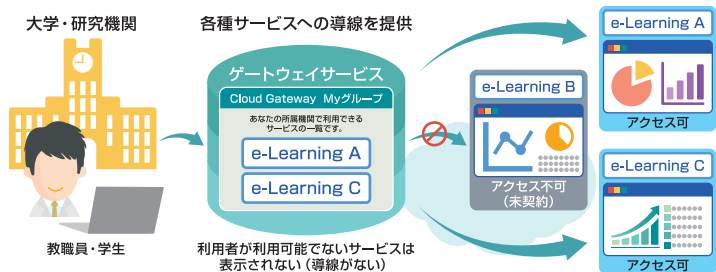 大学・研究機関
教職員・学生
各種サービスへの導線を提供
ゲートウェイサービス
Cloud Gateway Myグループ
あなたの所属機関で利用できる
サービスの一覧です。
e-Learning A
e-Learning C
利用者が利用可能でないサービスは
表示されない（導線がない）
e-Learning B
アクセス不可
（未契約）
e-Learning A
アクセス可
e-Learning C
アクセス可